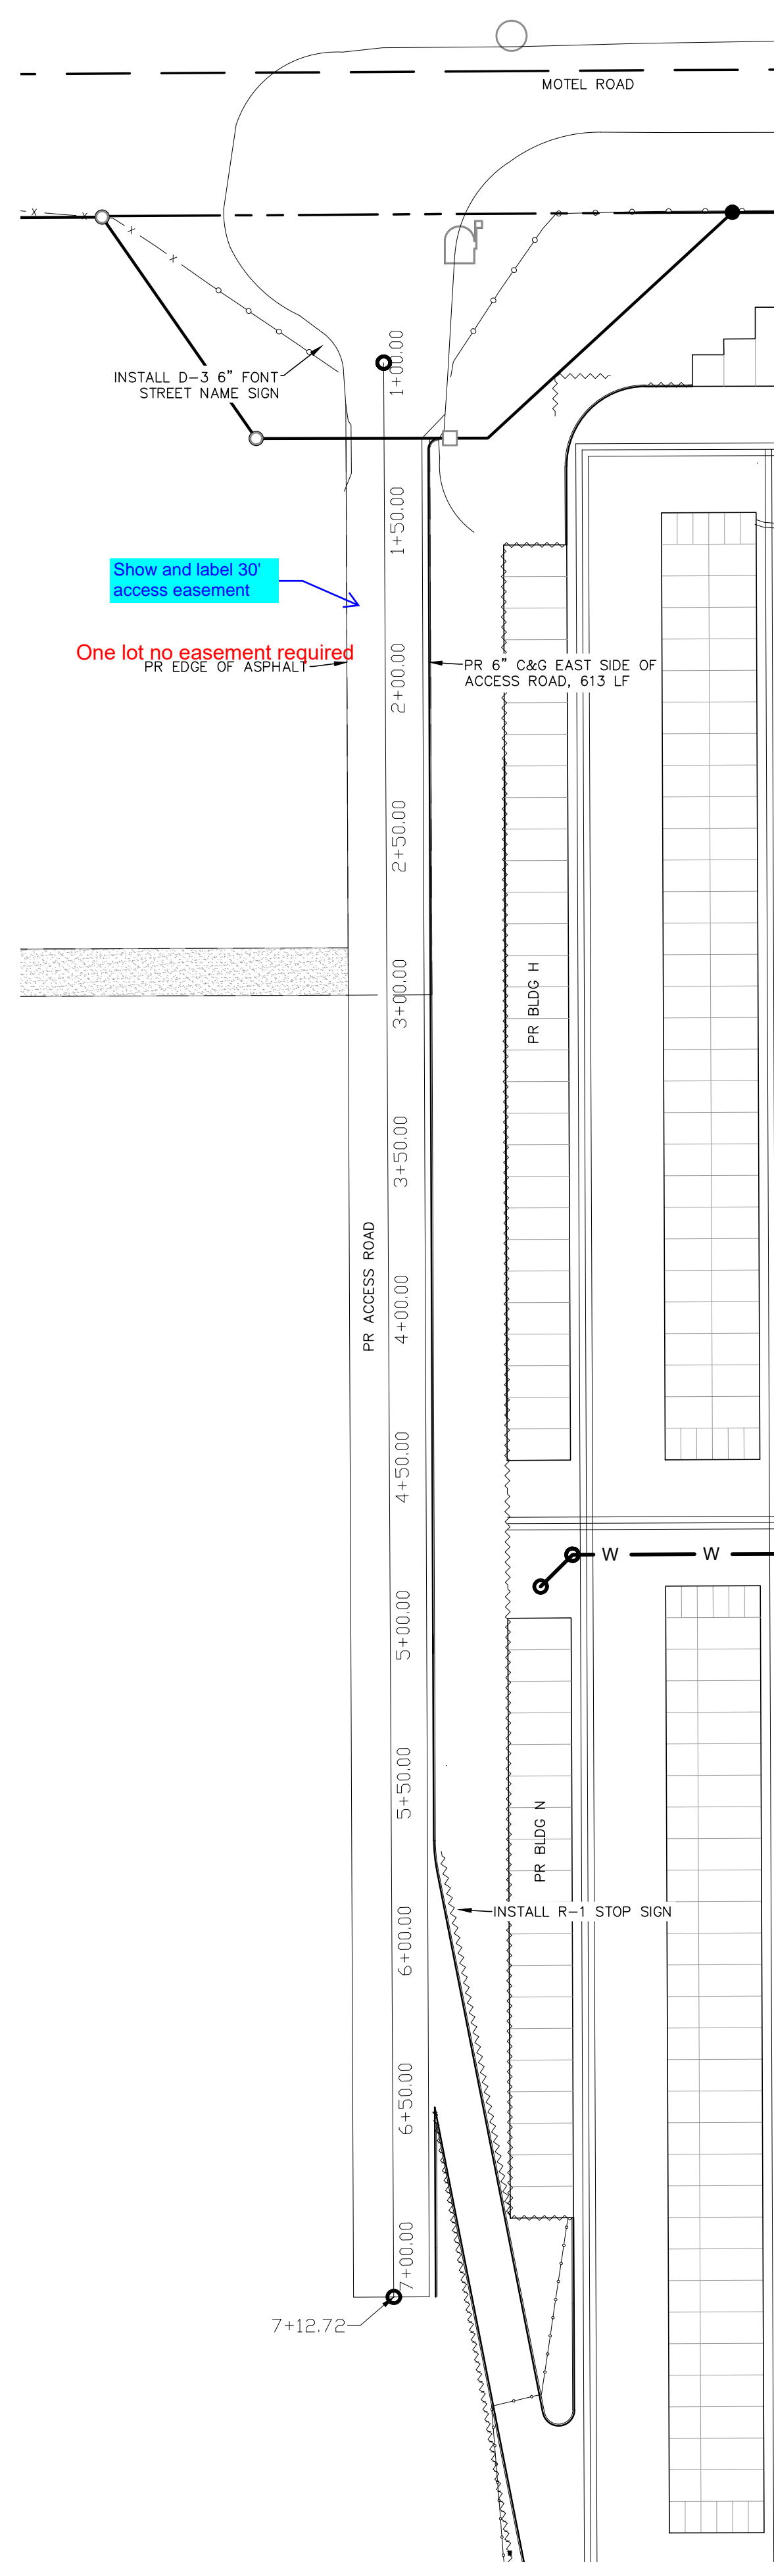 MOTEL ROAD
x
x
x
x
INSTALL D-3 6" FONT
STREET NAME SIGN
1+00.00
1+50.00
Show and label 30'
access easement
One lot no easement required
PR EDGE OF ASPHALT
PR 6" C&G EAST SIDE OF
ACCESS ROAD, 613 LF
2+00.00
2+50.00
PR BLDG H
3+00.00
3+50.00
PR ACCESS ROAD
4+00.00
4+50.00
W W
5+00.00
5+50.00
PR BLDG N
INSTALL R-1 STOP SIGN
6+00.00
6+50.00
7+00.00
7+12.72